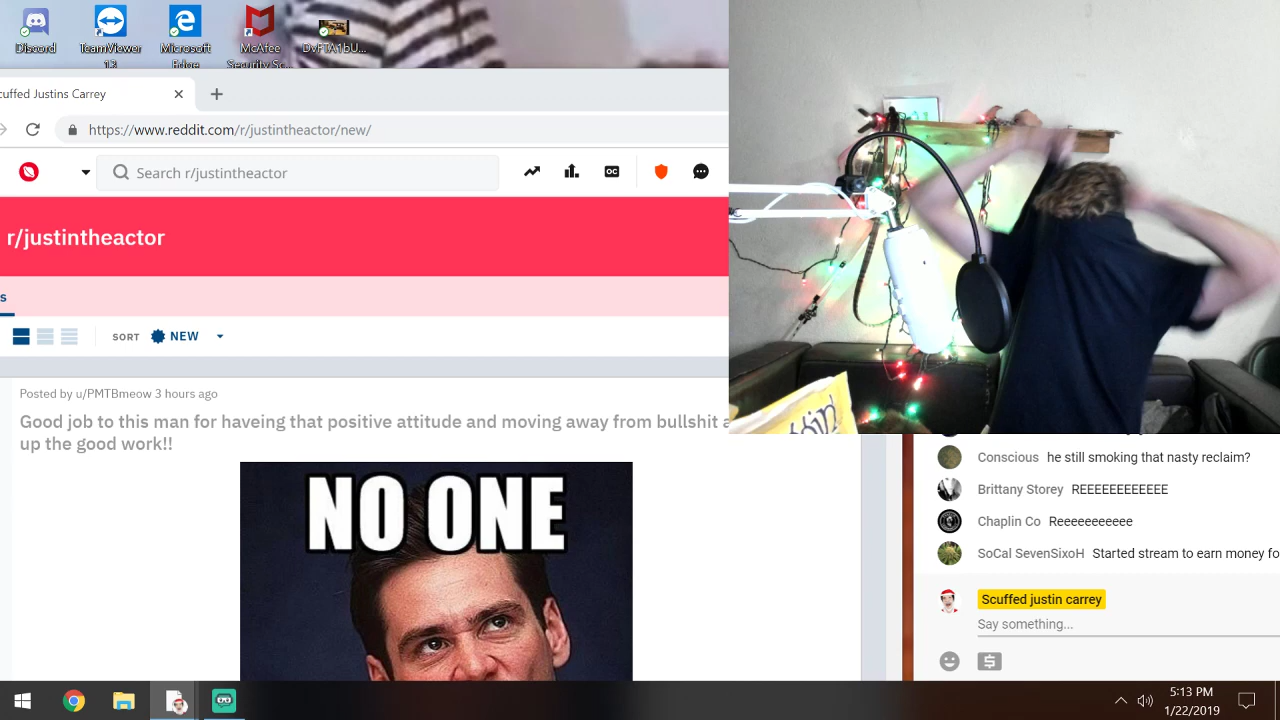 Discord
TeamViewer
13
Microsoft
Edge
McAfee
Security Sc...
DvPTA1bU...
cuffed Justins Carrey
https://www.reddit.com/r/justintheactor/new/
Search r/justintheactor
OC
r/justintheactor
s
SORT
NEW
Posted by u/PMTBmeow 3 hours ago
Good job to this man for haveing that positive attitude and moving away from bullshit a
up the good work!!
NO ONE
Conscious he still smoking that nasty reclaim?
Brittany Storey REEEEEEEEEEEE
Chaplin Co Reeeeeeeeeee
SoCal SevenSixoH Started stream to earn money fo
Scuffed justin carrey
Say something...
5:13 PM
1/22/2019